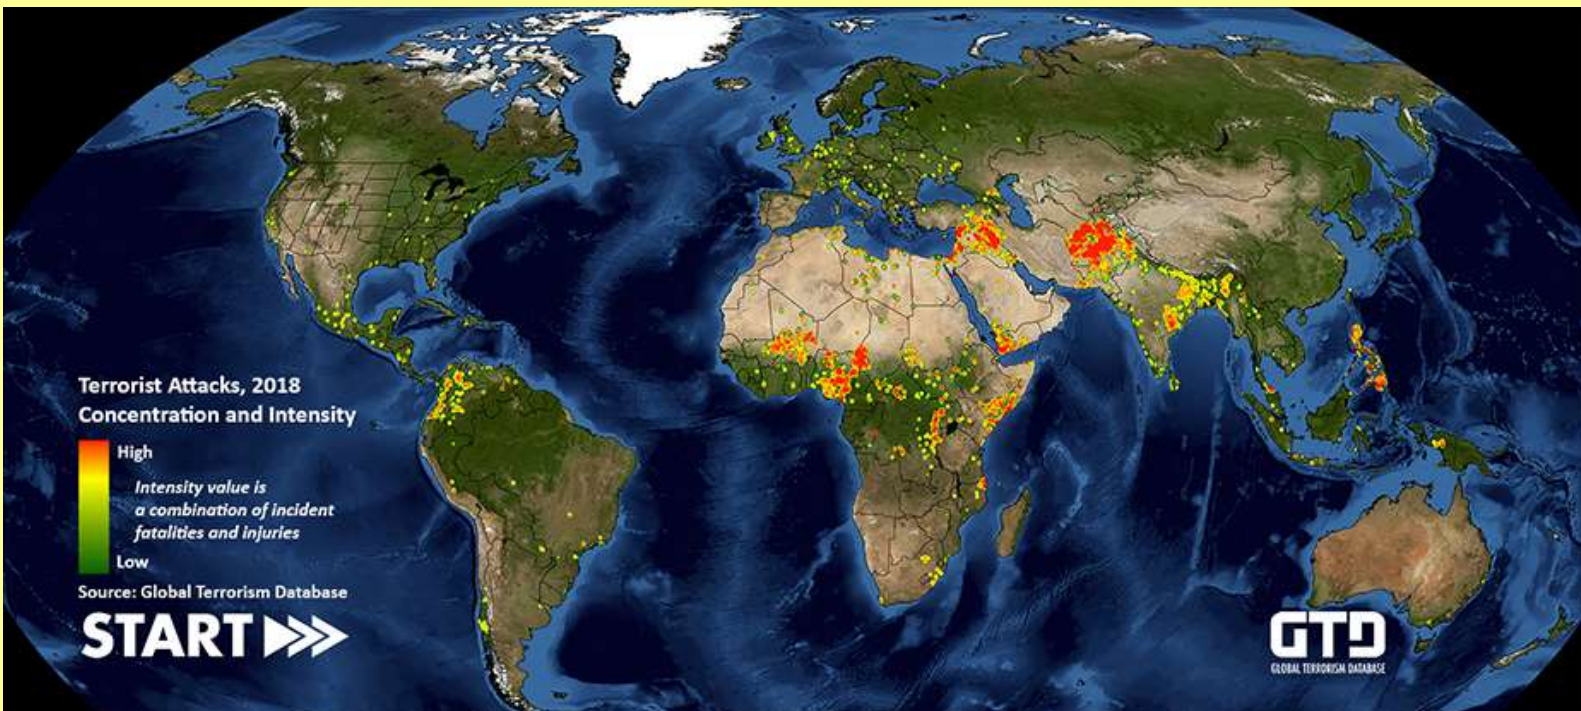 Terrorist Attacks, 2018
Concentration and Intensity
High
Intensity value is
a combination of incident
fatalities and injuries
Low
Source: Global Terrorism Database
START
GTD
GLOBAL TERRORISM DATABASE